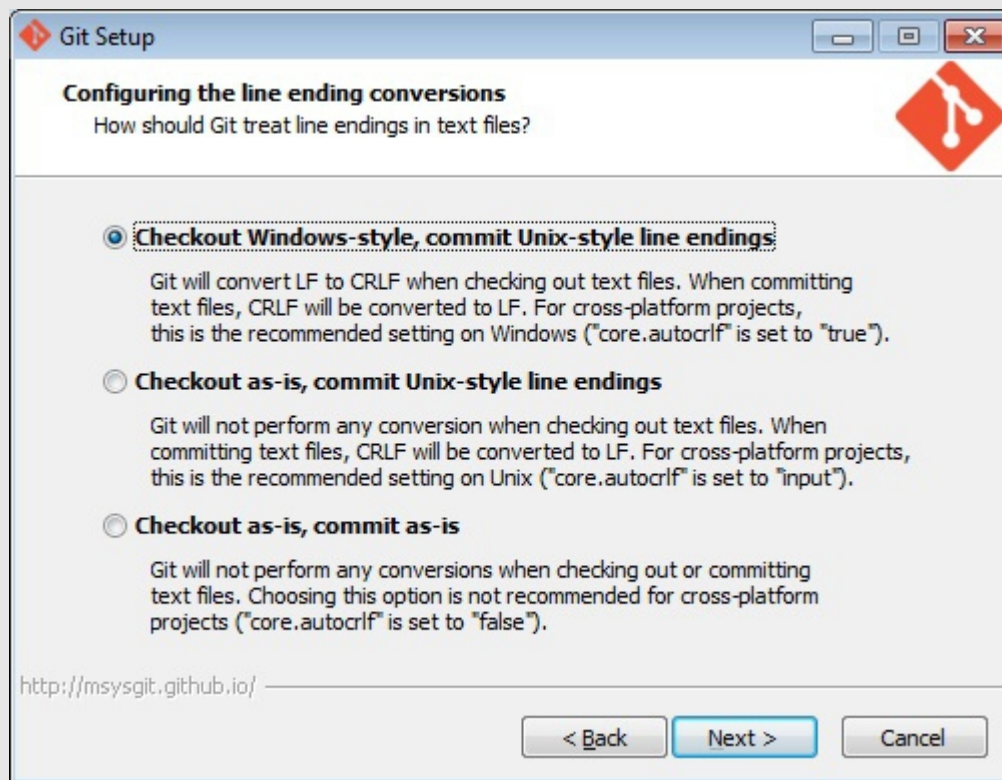 Git Setup
Configuring the line ending conversions
How should Git treat line endings in text files?
Checkout Windows-style, commit Unix-style line endings
Git will convert LF to CRLF when checking out text files. When committing
text files, CRLF will be converted to LF. For cross-platform projects,
this is the recommended setting on Windows ("core.autocrlf" is set to "true").
Checkout as-is, commit Unix-style line endings
Git will not perform any conversion when checking out text files. When
committing text files, CRLF will be converted to LF. For cross-platform projects,
this is the recommended setting on Unix ("core.autocrlf" is set to "input").
Checkout as-is, commit as-is
Git will not perform any conversions when checking out or committing
text files. Choosing this option is not recommended for cross-platform
projects ("core.autocrlf" is set to "false").
http://msysgit.github.io/
< Back Next > Cancel